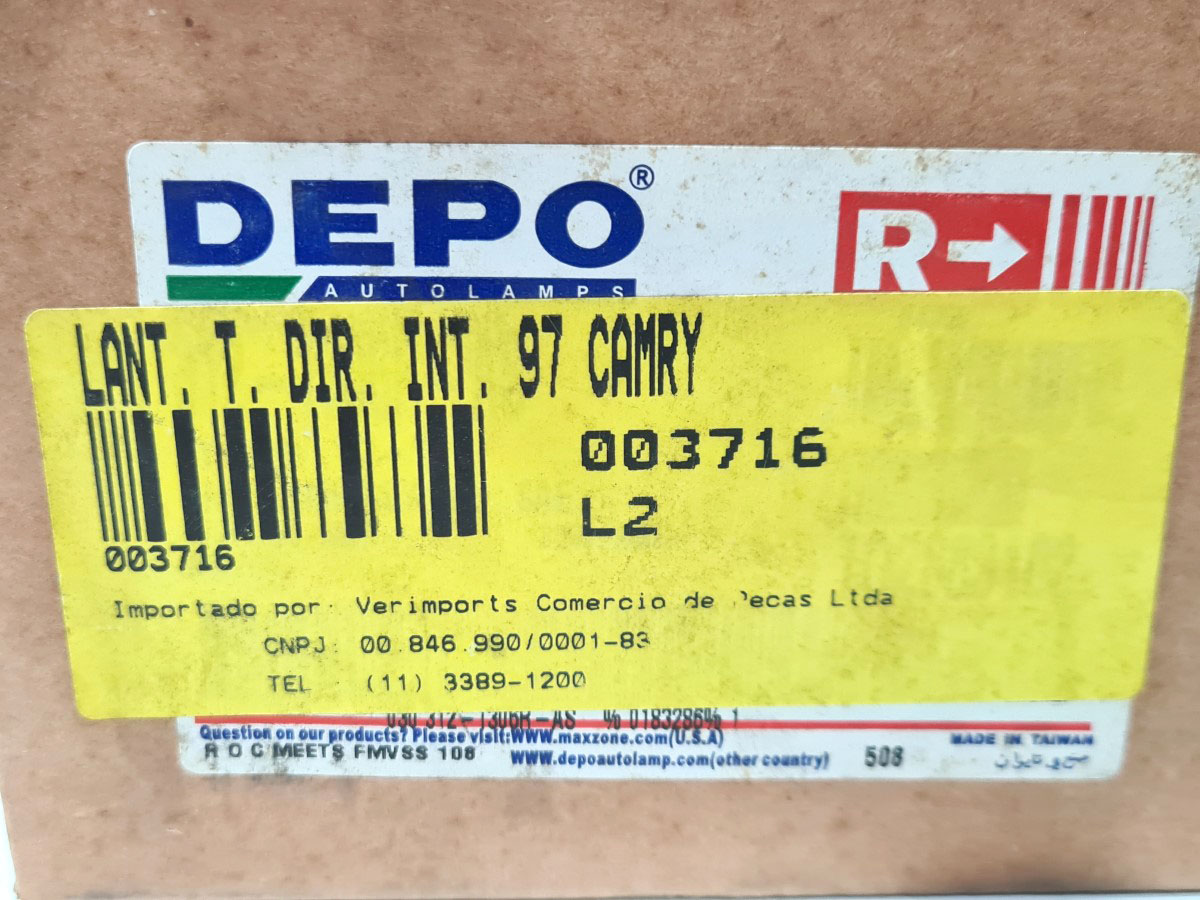 DEPO®
AUTOLAMPS
R
LANT. T. DIR. INT. 97 CAMRY
003716
L2
003716
Importado por: Verimports Comercio de Pecas Ltda
CNPJ: 00.846.990/0001-83
TEL (11) 3389-1200
Question on our products? Please visit:www.maxzone.com(U.S.A)
R O C MEETS FMVSS 108
www.depoautolamp.com(other country)
508
MADE IN TAIWAN